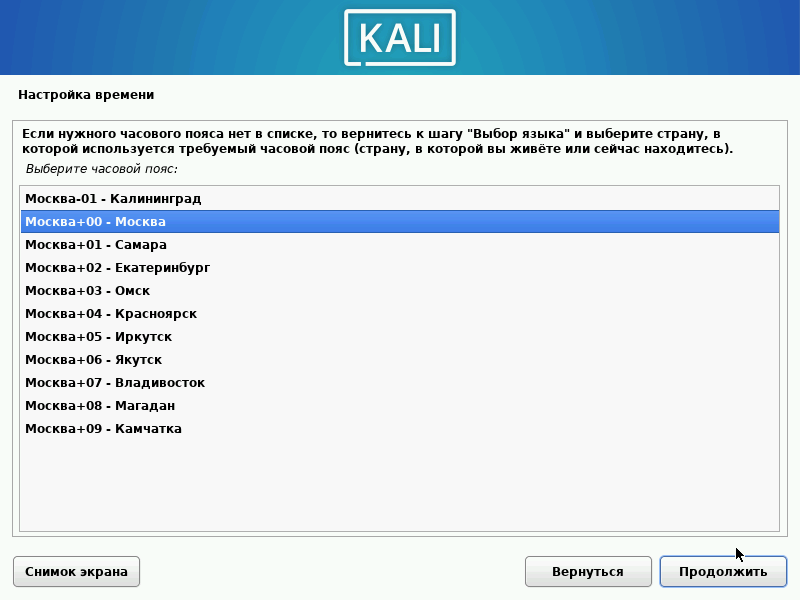 KALI
Настройка времени
Если нужного часового пояса нет в списке, то вернитесь к шагу "Выбор языка" и выберите страну, в
которой используется требуемый часовой пояс (страну, в которой вы живёте или сейчас находитесь).
Выберите часовой пояс:
Москва-01 - Калининград
Москва+00 - Москва
Москва+01 - Самара
Москва+02 - Екатеринбург
Москва+03 - Омск
Москва+04 - Красноярск
Москва+05 - Иркутск
Москва+06 - Якутск
Москва+07 - Владивосток
Москва+08 - Магадан
Москва+09 - Камчатка
Снимок экрана
Вернуться
Продолжить